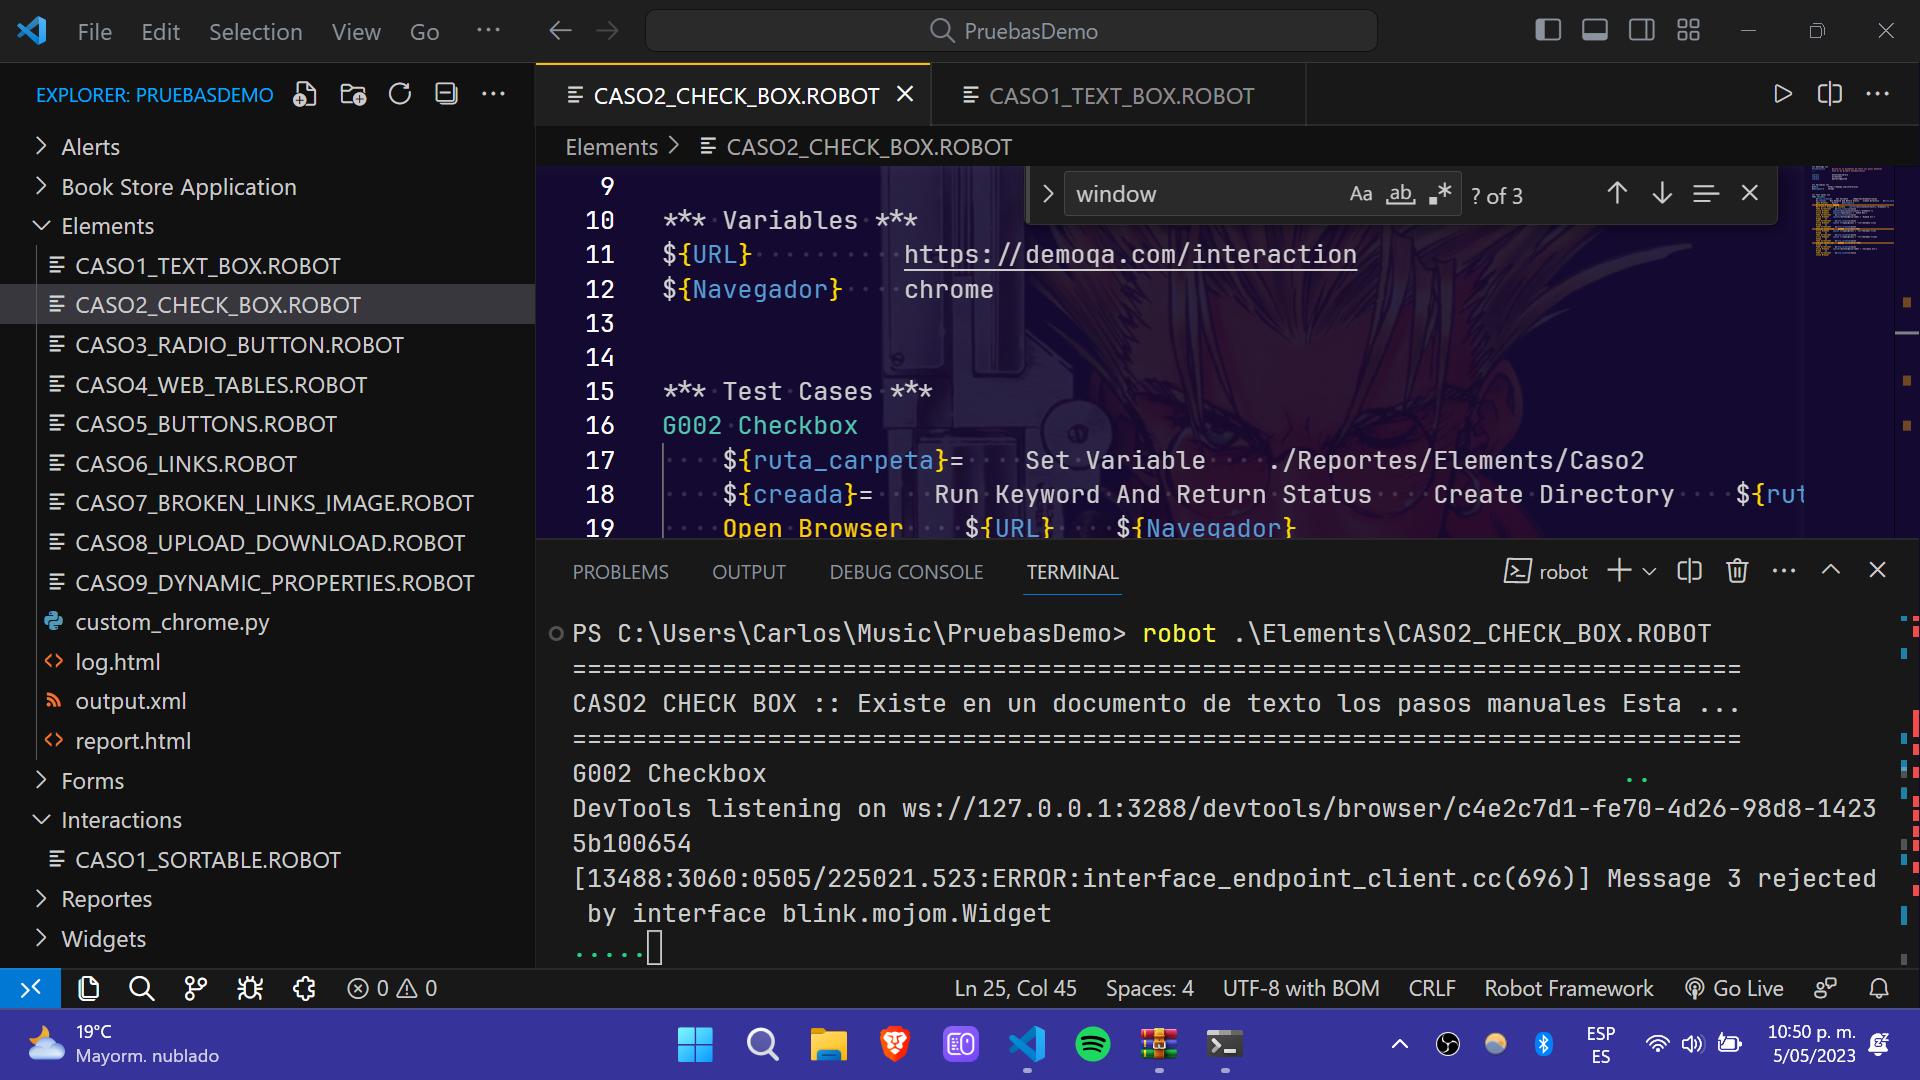 File Edit Selection View Go ... PruebasDemo
EXPLORER: PRUEBASDEMO
Alerts
Book Store Application
Elements
CASO1_TEXT_BOX.ROBOT
CASO2_CHECK_BOX.ROBOT
CASO3_RADIO_BUTTON.ROBOT
CASO4_WEB_TABLES.ROBOT
CASO5_BUTTONS.ROBOT
CASO6_LINKS.ROBOT
CASO7_BROKEN_LINKS_IMAGE.ROBOT
CASO8_UPLOAD_DOWNLOAD.ROBOT
CASO9_DYNAMIC_PROPERTIES.ROBOT
custom_chrome.py
log.html
output.xml
report.html
Forms
Interactions
CASO1_SORTABLE.ROBOT
Reportes
Widgets
CASO2_CHECK_BOX.ROBOT CASO1_TEXT_BOX.ROBOT
Elements > CASO2_CHECK_BOX.ROBOT
window Aa ab .* ? of 3
9
10 *** Variables ***
11 ${URL} https://demoqa.com/interaction
12 ${Navegador} chrome
13
14
15 *** Test Cases ***
16 G002 Checkbox
17 ${ruta_carpeta}= Set Variable ./Reportes/Elements/Caso2
18 ${creada}= Run Keyword And Return Status Create Directory ${rut
19 Open Browser ${URL} ${Navegador}
PROBLEMS OUTPUT DEBUG CONSOLE TERMINAL robot
PS C:\Users\Carlos\Music\PruebasDemo> robot .\Elements\CASO2_CHECK_BOX.ROBOT
==============================================================================
CASO2 CHECK BOX :: Existe en un documento de texto los pasos manuales Esta ...
==============================================================================
G002 Checkbox ..
DevTools listening on ws://127.0.0.1:3288/devtools/browser/c4e2c7d1-fe70-4d26-98d8-1423
5b100654
[13488:3060:0505/225021.523:ERROR:interface_endpoint_client.cc(696)] Message 3 rejected
by interface blink.mojom.Widget
.....
0 0 Ln 25, Col 45 Spaces: 4 UTF-8 with BOM CRLF Robot Framework Go Live
19°C
Mayorm. nublado
ESP
ES
10:50 p. m.
5/05/2023